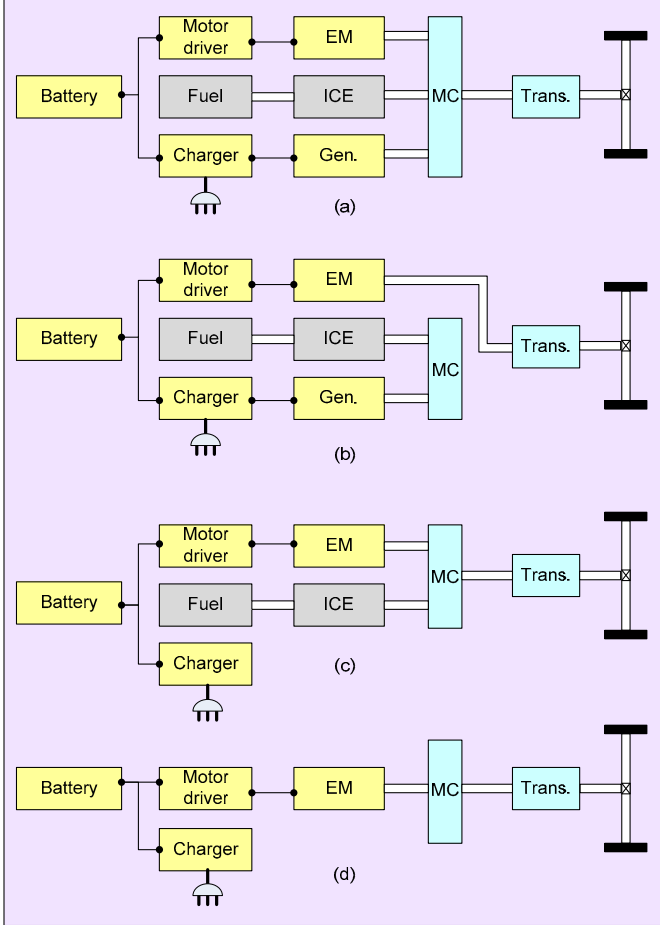 Motor
driver
EM
Battery
Fuel
ICE
MC
Trans.
Charger
Gen.
(a)
Motor
driver
EM
Battery
Fuel
ICE
Trans.
MC
Charger
Gen.
(b)
Motor
driver
EM
MC
Trans.
Battery
Fuel
ICE
Charger
(c)
Battery
Motor
driver
EM
MC
Trans.
Charger
(d)